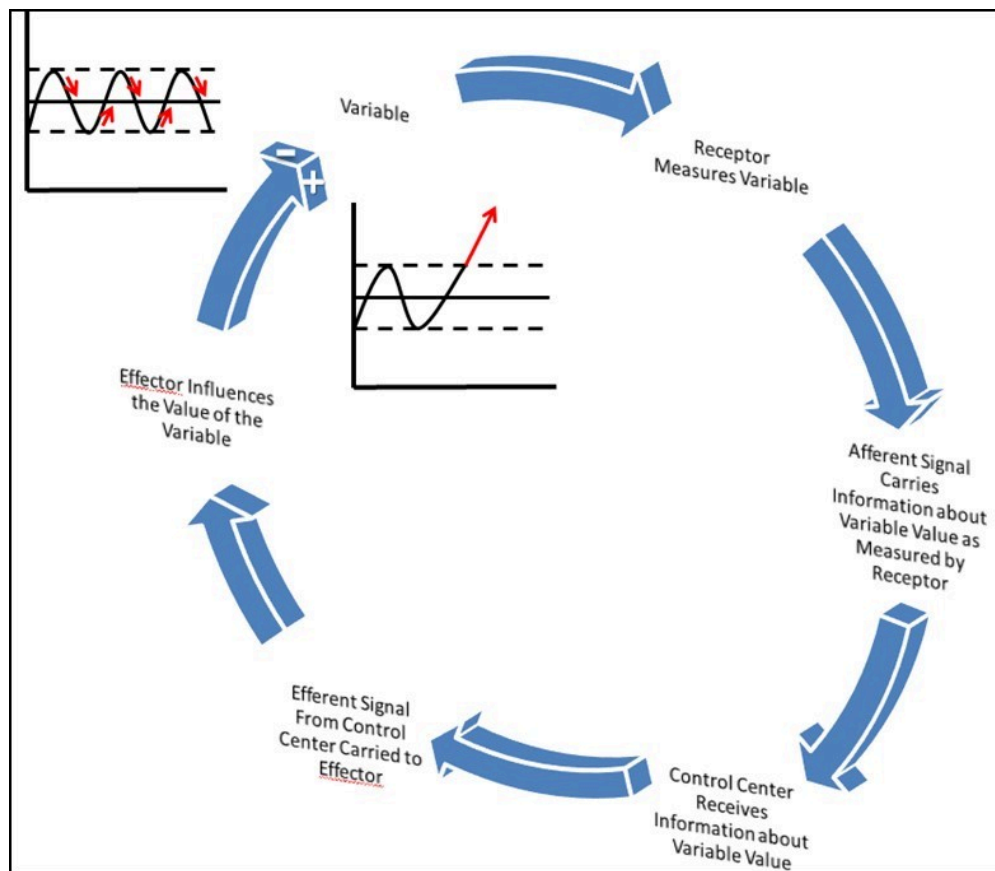 Variable
Receptor
Measures Variable
Afferent Signal
Carries
Information about
Variable Value as
Measured by
Receptor
Control Center
Receives
Information about
Variable Value
Efferent Signal
From Control
Center Carried to
Effector
Effector Influences
the Value of the
Variable
-
+